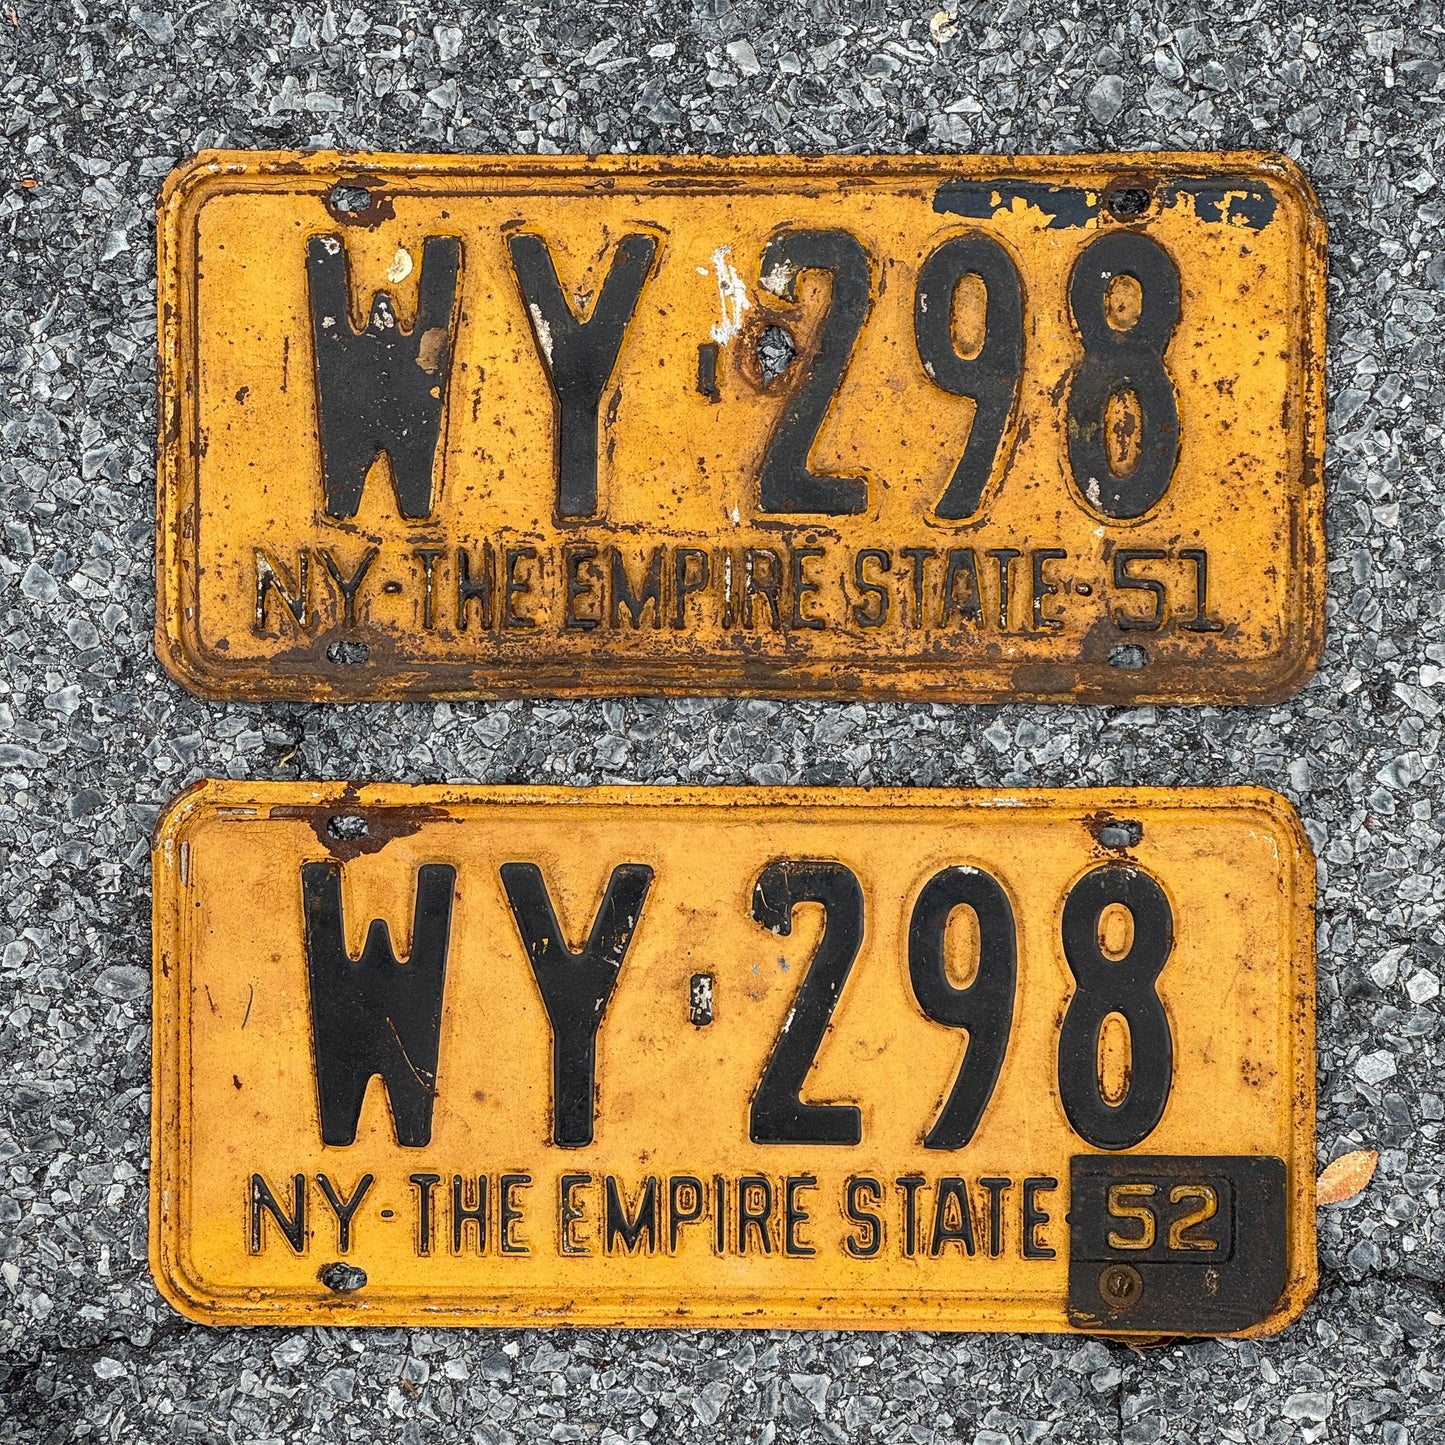 WY-298
NY-THE EMPIRE STATE-51
WY-298
NY-THE EMPIRE STATE 52